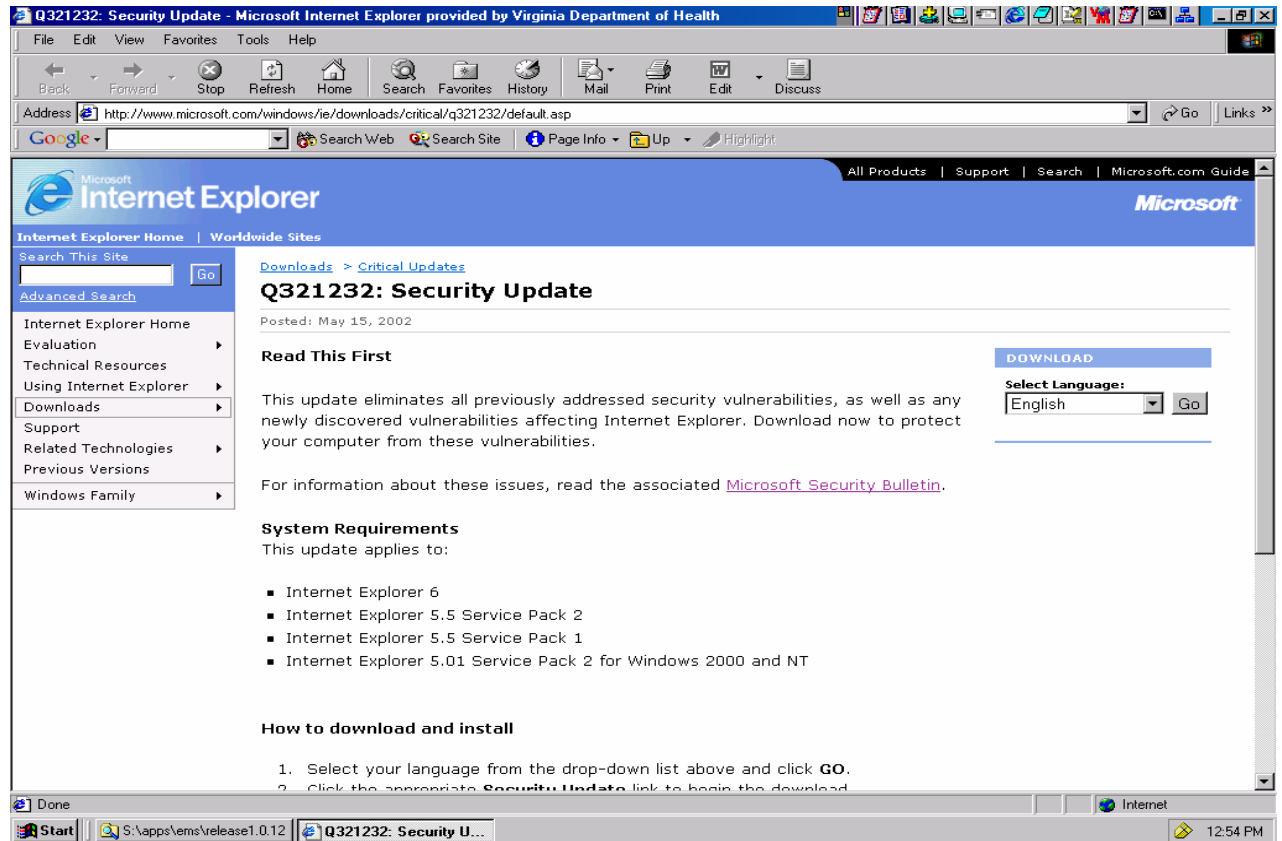 Q321232: Security Update - Microsoft Internet Explorer provided by Virginia Department of Health
File Edit View Favorites Tools Help
Back Forward Stop Refresh Home Search Favorites History Mail Print Edit Discuss
Address http://www.microsoft.com/windows/ie/downloads/critical/q321232/default.asp Go Links »
Google Search Web Search Site Page Info Up Highlight
All Products | Support | Search | Microsoft.com Guide
Microsoft
Internet Explorer
Microsoft
Internet Explorer Home | Worldwide Sites
Search This Site
Go
Advanced Search
Internet Explorer Home
Evaluation
Technical Resources
Using Internet Explorer
Downloads
Support
Related Technologies
Previous Versions
Windows Family
Downloads > Critical Updates
Q321232: Security Update
Posted: May 15, 2002
Read This First
This update eliminates all previously addressed security vulnerabilities, as well as any
newly discovered vulnerabilities affecting Internet Explorer. Download now to protect
your computer from these vulnerabilities.
For information about these issues, read the associated Microsoft Security Bulletin.
System Requirements
This update applies to:
▪ Internet Explorer 6
▪ Internet Explorer 5.5 Service Pack 2
▪ Internet Explorer 5.5 Service Pack 1
▪ Internet Explorer 5.01 Service Pack 2 for Windows 2000 and NT
How to download and install
1. Select your language from the drop-down list above and click GO.
2. Click the appropriate Security Update link to begin the download
DOWNLOAD
Select Language:
English Go
Done Internet
Start S:\apps\ems\release1.0.12 Q321232: Security U... 12:54 PM